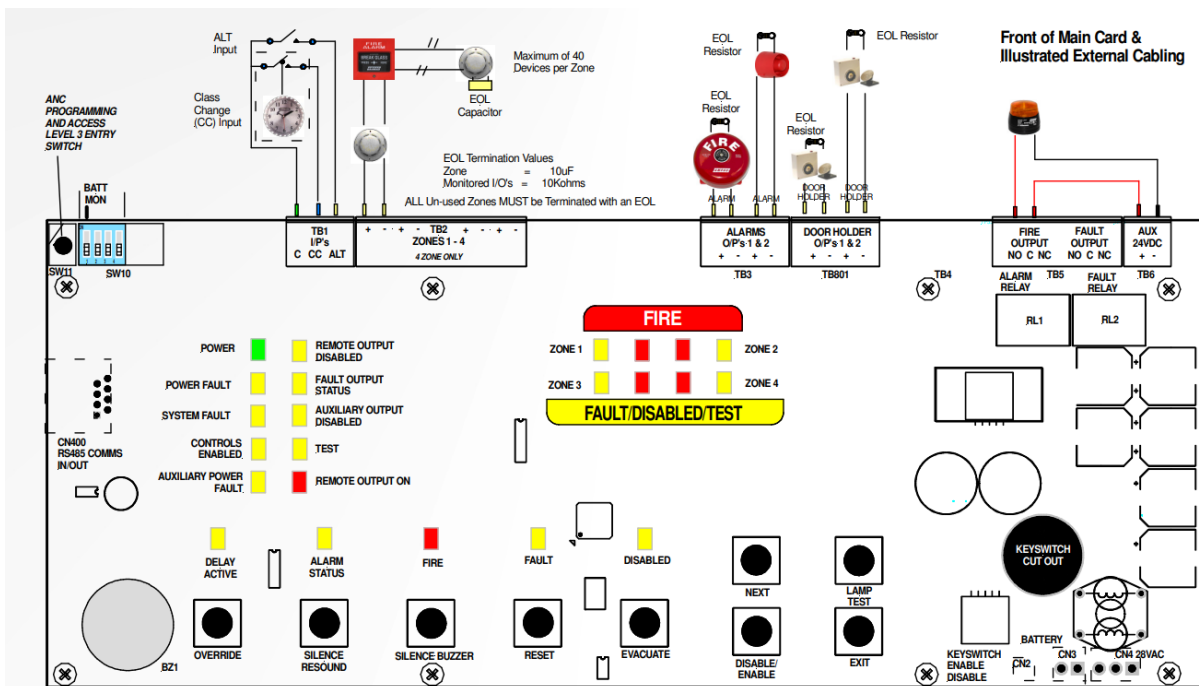 Front of Main Card &
Illustrated External Cabling
ALT
Input
Class
Change
(CC) Input
ANC
PROGRAMMING
AND ACCESS
LEVEL 3 ENTRY
SWITCH
FIRE
ALARM
BREAK GLASS
Maximum of 40
Devices per Zone
EOL
Capacitor
EOL Termination Values
Zone = 10uF
Monitored I/O's = 10Kohms
ALL Un-used Zones MUST be Terminated with an EOL
EOL
Resistor
EOL
Resistor
FIRE
EOL
Resistor
EOL Resistor
ALARM
ALARM
DOOR
HOLDER
DOOR
HOLDER
BATT
MON
1 2 3 4
SW11
SW10
TB1
I/P's
C CC ALT
+ - + - TB2 + - + -
ZONES 1 - 4
4 ZONE ONLY
ALARMS
O/P's 1 & 2
+ - + -
TB3
DOOR HOLDER
O/P's 1 & 2
+ - + -
TB801
TB4
FIRE
OUTPUT
NO C NC
FAULT
OUTPUT
NO C NC
AUX
24VDC
+ -
ALARM
RELAY
TB5
FAULT
RELAY
TB6
RL1
RL2
FIRE
ZONE 1
ZONE 2
ZONE 3
ZONE 4
FAULT/DISABLED/TEST
POWER
REMOTE OUTPUT
DISABLED
POWER FAULT
FAULT OUTPUT
STATUS
SYSTEM FAULT
AUXILIARY OUTPUT
DISABLED
CONTROLS
ENABLED
TEST
AUXILIARY POWER
FAULT
REMOTE OUTPUT ON
CN400
RS485 COMMS
IN/OUT
DELAY
ACTIVE
ALARM
STATUS
FIRE
FAULT
DISABLED
NEXT
LAMP
TEST
KEYSWITCH
CUT OUT
BZ1
OVERRIDE
SILENCE
RESOUND
SILENCE BUZZER
RESET
EVACUATE
DISABLE/
ENABLE
EXIT
KEYSWITCH
ENABLE
DISABLE
BATTERY
CN2
CN3
CN4 28VAC